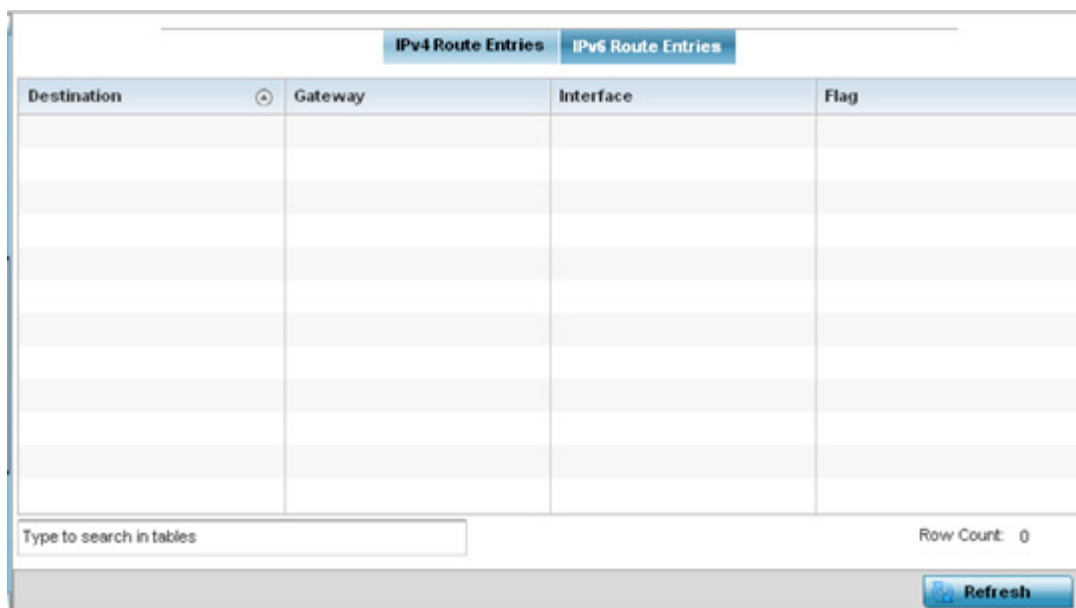 IPv4 Route Entries IPv6 Route Entries
Destination Gateway Interface Flag
Type to search in tables Row Count: 0
Refresh